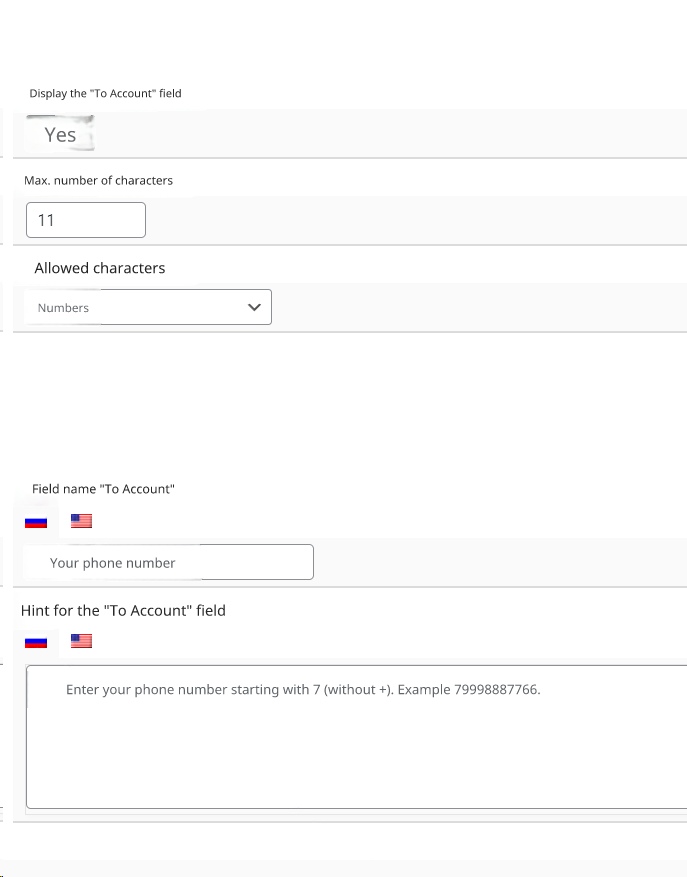 Display the "To Account" field
Yes
Max. number of characters
11
Allowed characters
Numbers
Field name "To Account"
Your phone number
Hint for the "To Account" field
Enter your phone number starting with 7 (without +). Example 79998887766.